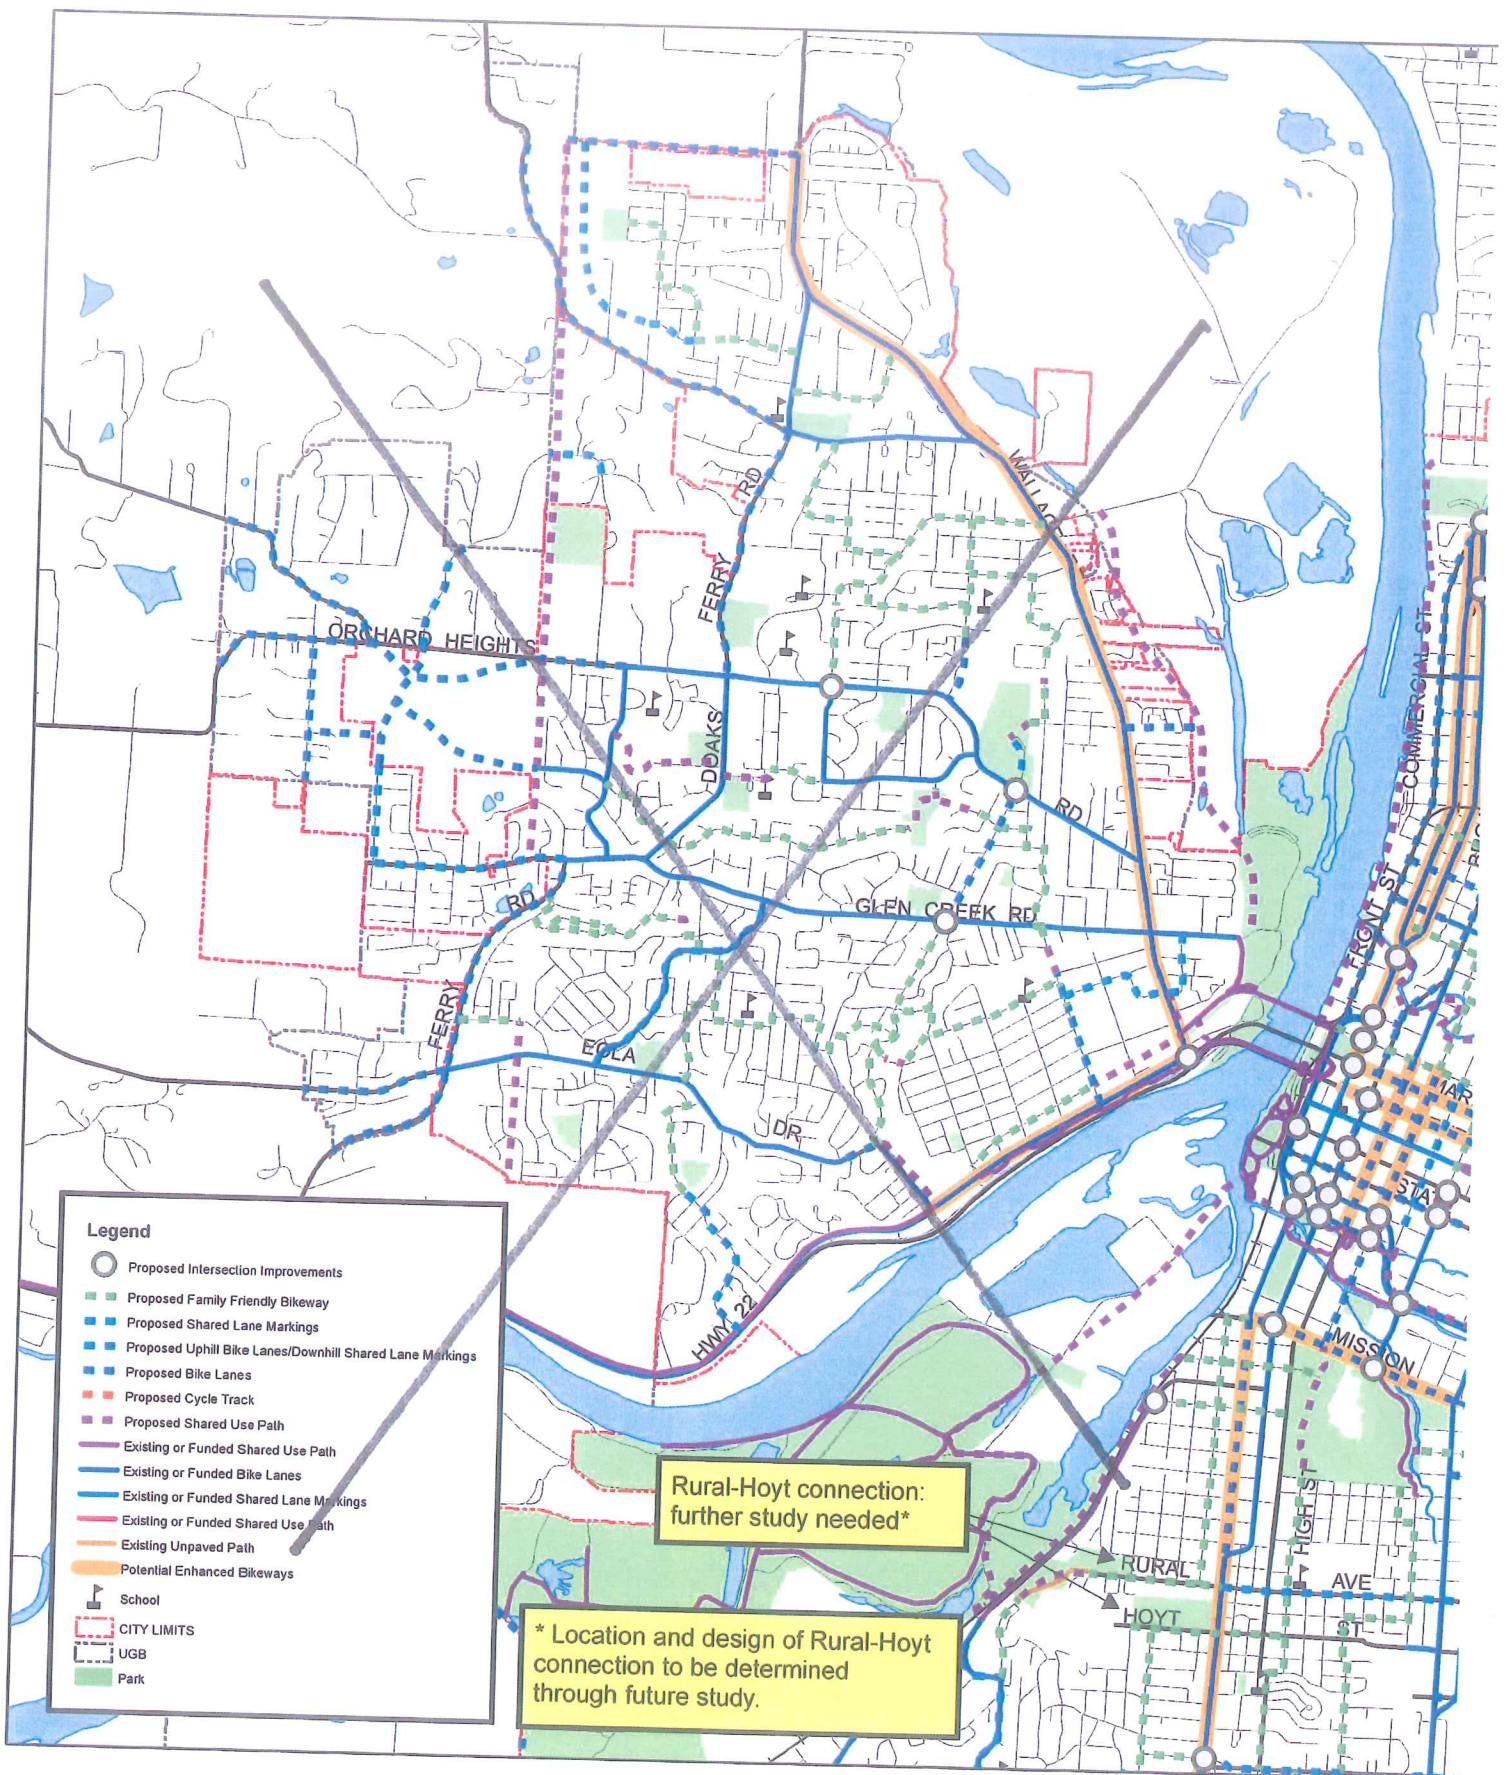 WALLAC
RD
FERRY
ORCHARD HEIGHTS
DOAKS
COMMERCIAL ST
RD
FRONT ST
GLEN CREEK RD
RD
FERRY
EOLA
DR
MAR
STA
HWY 22
MISSION
HIGH ST
RURAL
AVE
HOYT
ST
Rural-Hoyt connection:
further study needed*
* Location and design of Rural-Hoyt
connection to be determined
through future study.
Legend
Proposed Intersection Improvements
Proposed Family Friendly Bikeway
Proposed Shared Lane Markings
Proposed Uphill Bike Lanes/Downhill Shared Lane Markings
Proposed Bike Lanes
Proposed Cycle Track
Proposed Shared Use Path
Existing or Funded Shared Use Path
Existing or Funded Bike Lanes
Existing or Funded Shared Lane Markings
Existing or Funded Shared Use Path
Existing Unpaved Path
Potential Enhanced Bikeways
School
CITY LIMITS
UGB
Park